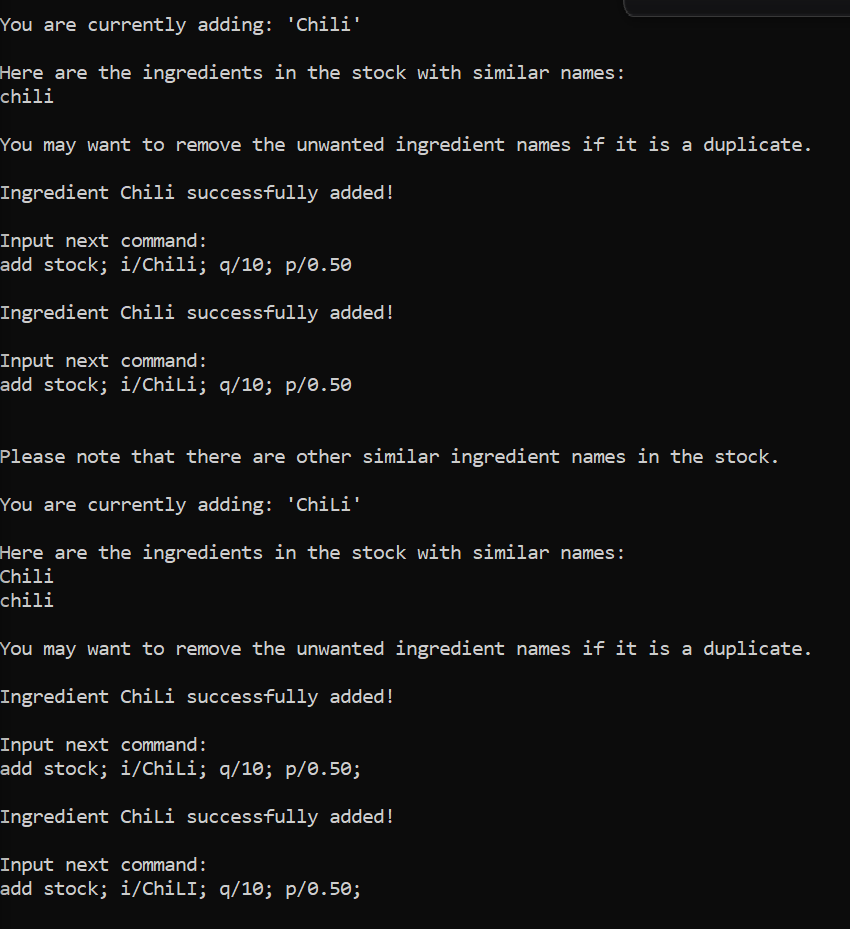 You are currently adding: 'Chili'
Here are the ingredients in the stock with similar names:
chili
You may want to remove the unwanted ingredient names if it is a duplicate.
Ingredient Chili successfully added!
Input next command:
add stock; i/Chili; q/10; p/0.50
Ingredient Chili successfully added!
Input next command:
add stock; i/ChiLi; q/10; p/0.50
Please note that there are other similar ingredient names in the stock.
You are currently adding: 'ChiLi'
Here are the ingredients in the stock with similar names:
Chili
chili
You may want to remove the unwanted ingredient names if it is a duplicate.
Ingredient ChiLi successfully added!
Input next command:
add stock; i/ChiLi; q/10; p/0.50;
Ingredient ChiLi successfully added!
Input next command:
add stock; i/ChiLI; q/10; p/0.50;